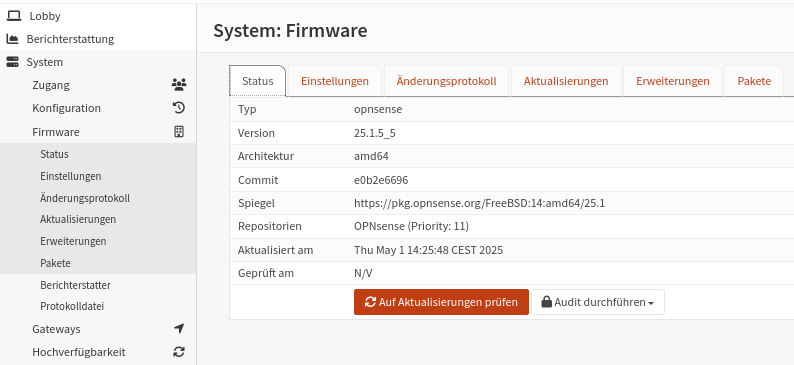 Lobby
Berichterstattung
System
Zugang
Konfiguration
Firmware
Status
Einstellungen
Änderungsprotokoll
Aktualisierungen
Erweiterungen
Pakete
Berichterstatter
Protokolldatei
Gateways
Hochverfügbarkeit
System: Firmware
Status Einstellungen Änderungsprotokoll Aktualisierungen Erweiterungen Pakete
Typ opnsense
Version 25.1.5_5
Architektur amd64
Commit e0b2e6696
Spiegel https://pkg.opnsense.org/FreeBSD:14:amd64/25.1
Repositorien OPNsense (Priority: 11)
Aktualisiert am Thu May 1 14:25:48 CEST 2025
Geprüft am N/V
Auf Aktualisierungen prüfen Audit durchführen